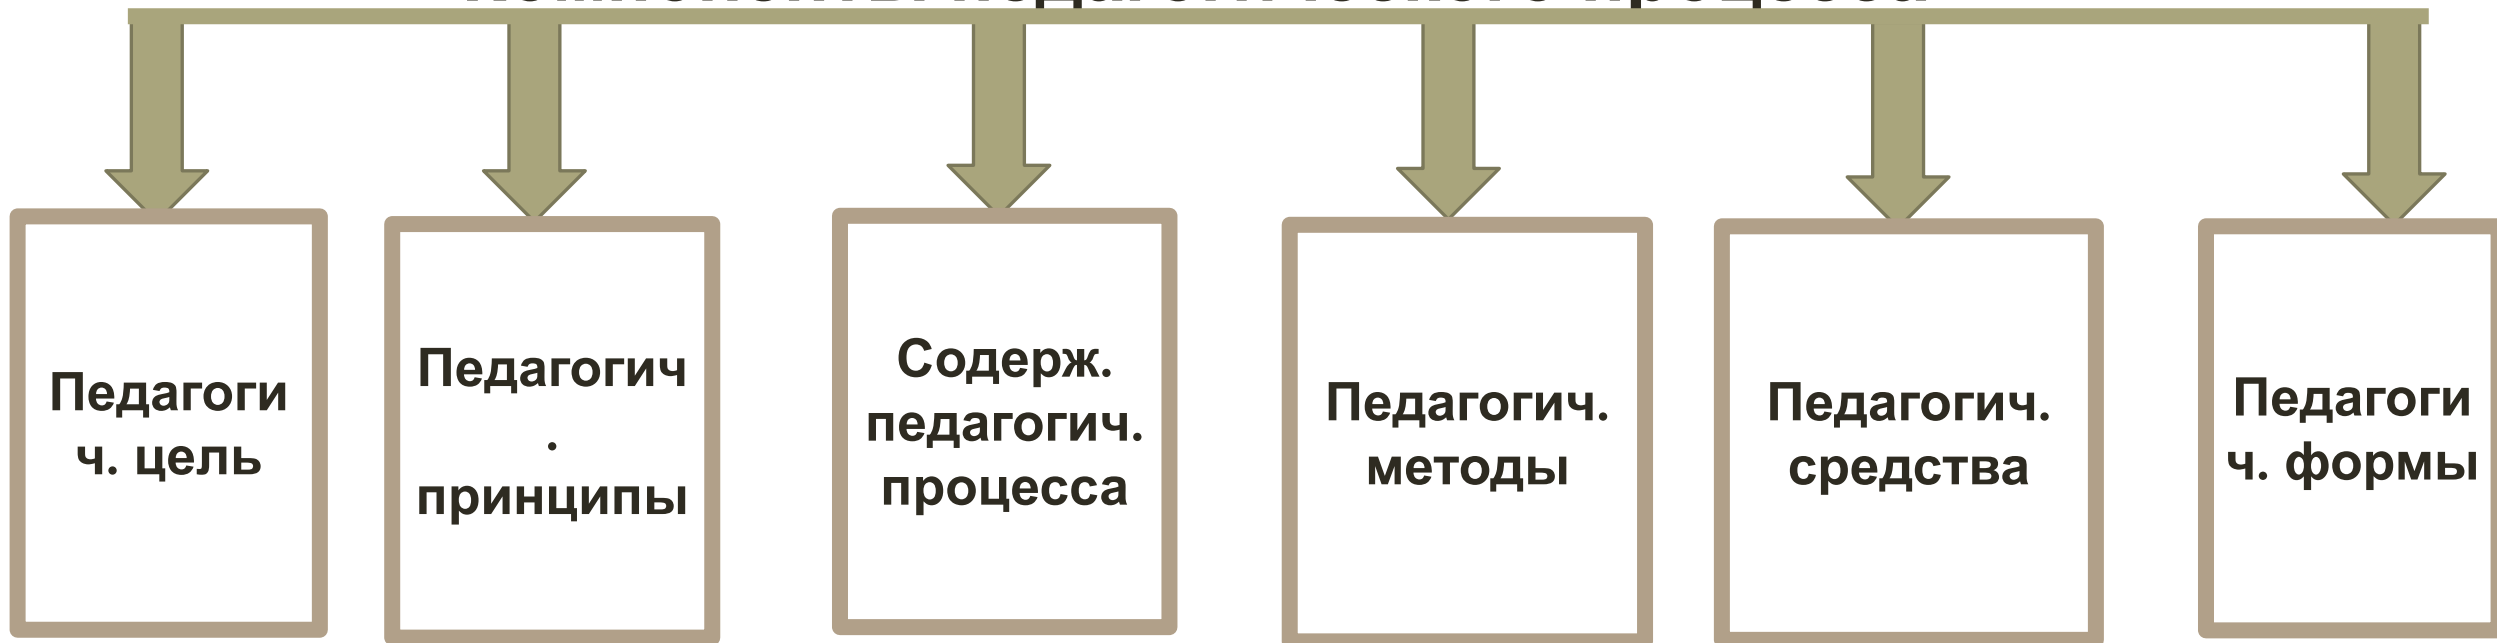 Педагоги
ч. цель
Педагогич
.
принципы
Содерж.
педагогич.
процесса
Педагогич.
методы
Педагогич.
средства
Педагоги
ч. формы